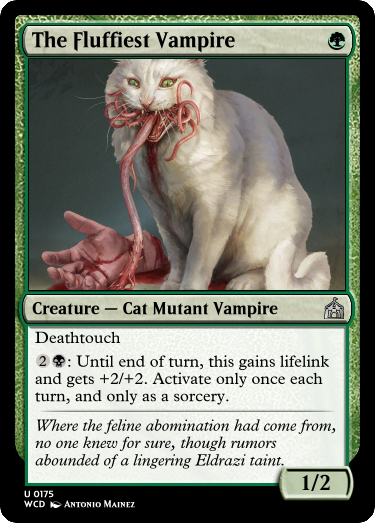 The Fluffiest Vampire
Creature — Cat Mutant Vampire
Deathtouch
2: Until end of turn, this gains lifelink
and gets +2/+2. Activate only once each
turn, and only as a sorcery.
Where the feline abomination had come from,
no one knew for sure, though rumors
abounded of a lingering Eldrazi taint.
1/2
U 0175
WCD Antonio Mainez